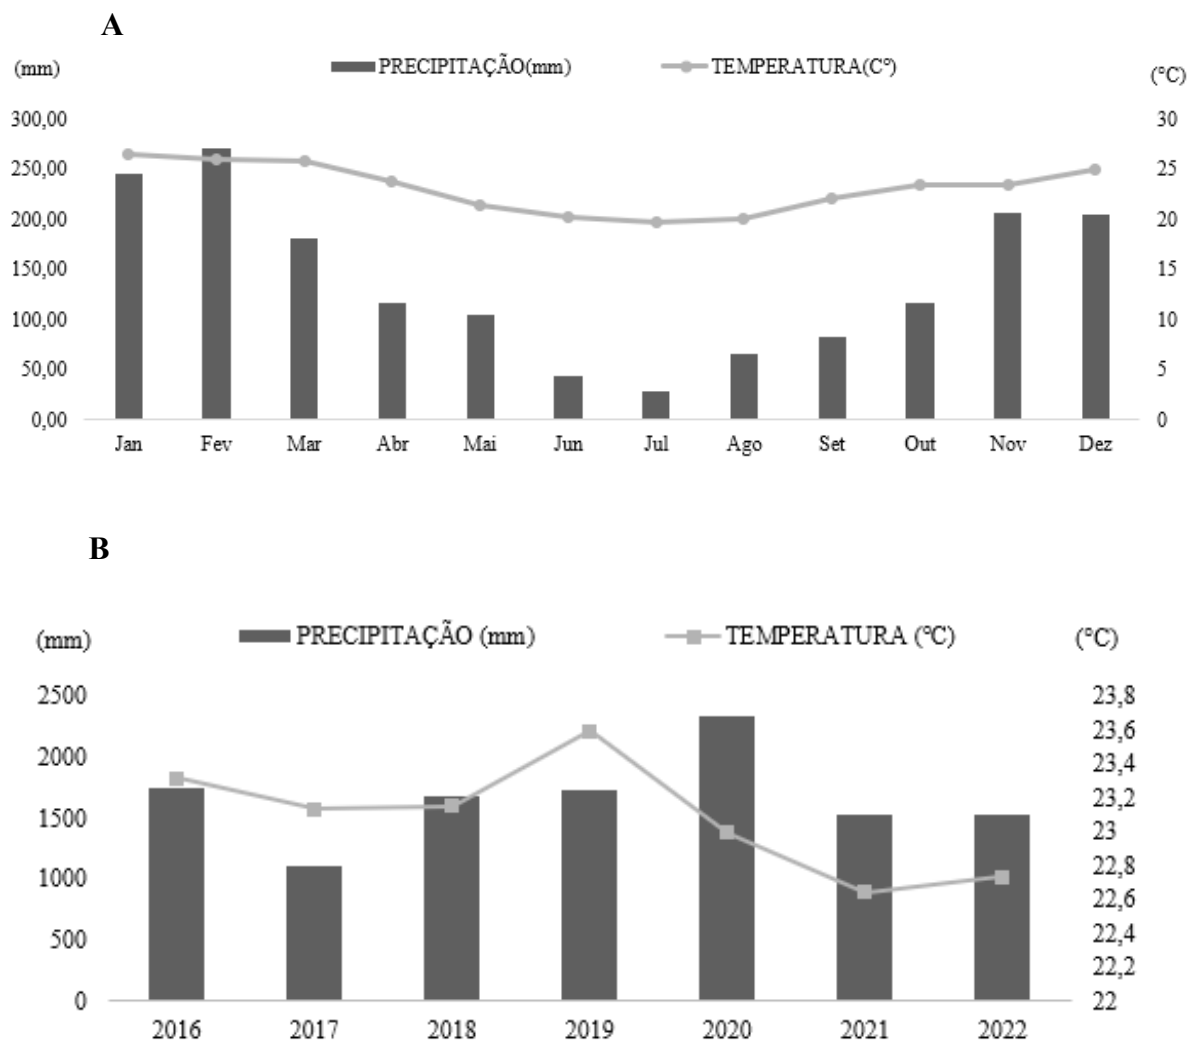 A
(mm) PRECIPITAÇÃO(mm) TEMPERATURA(C°) (°C)
300,00 30
250,00 25
200,00 20
150,00 15
100,00 10
50,00 5
0,00 0
Jan Fev Mar Abr Mai Jun Jul Ago Set Out Nov Dez
B
(mm) PRECIPITAÇÃO (mm) TEMPERATURA (°C) (°C)
2500 23,8
23,6
2000 23,4
23,2
1500 23
1000 22,8
22,6
500 22,4
22,2
0 22
2016 2017 2018 2019 2020 2021 2022